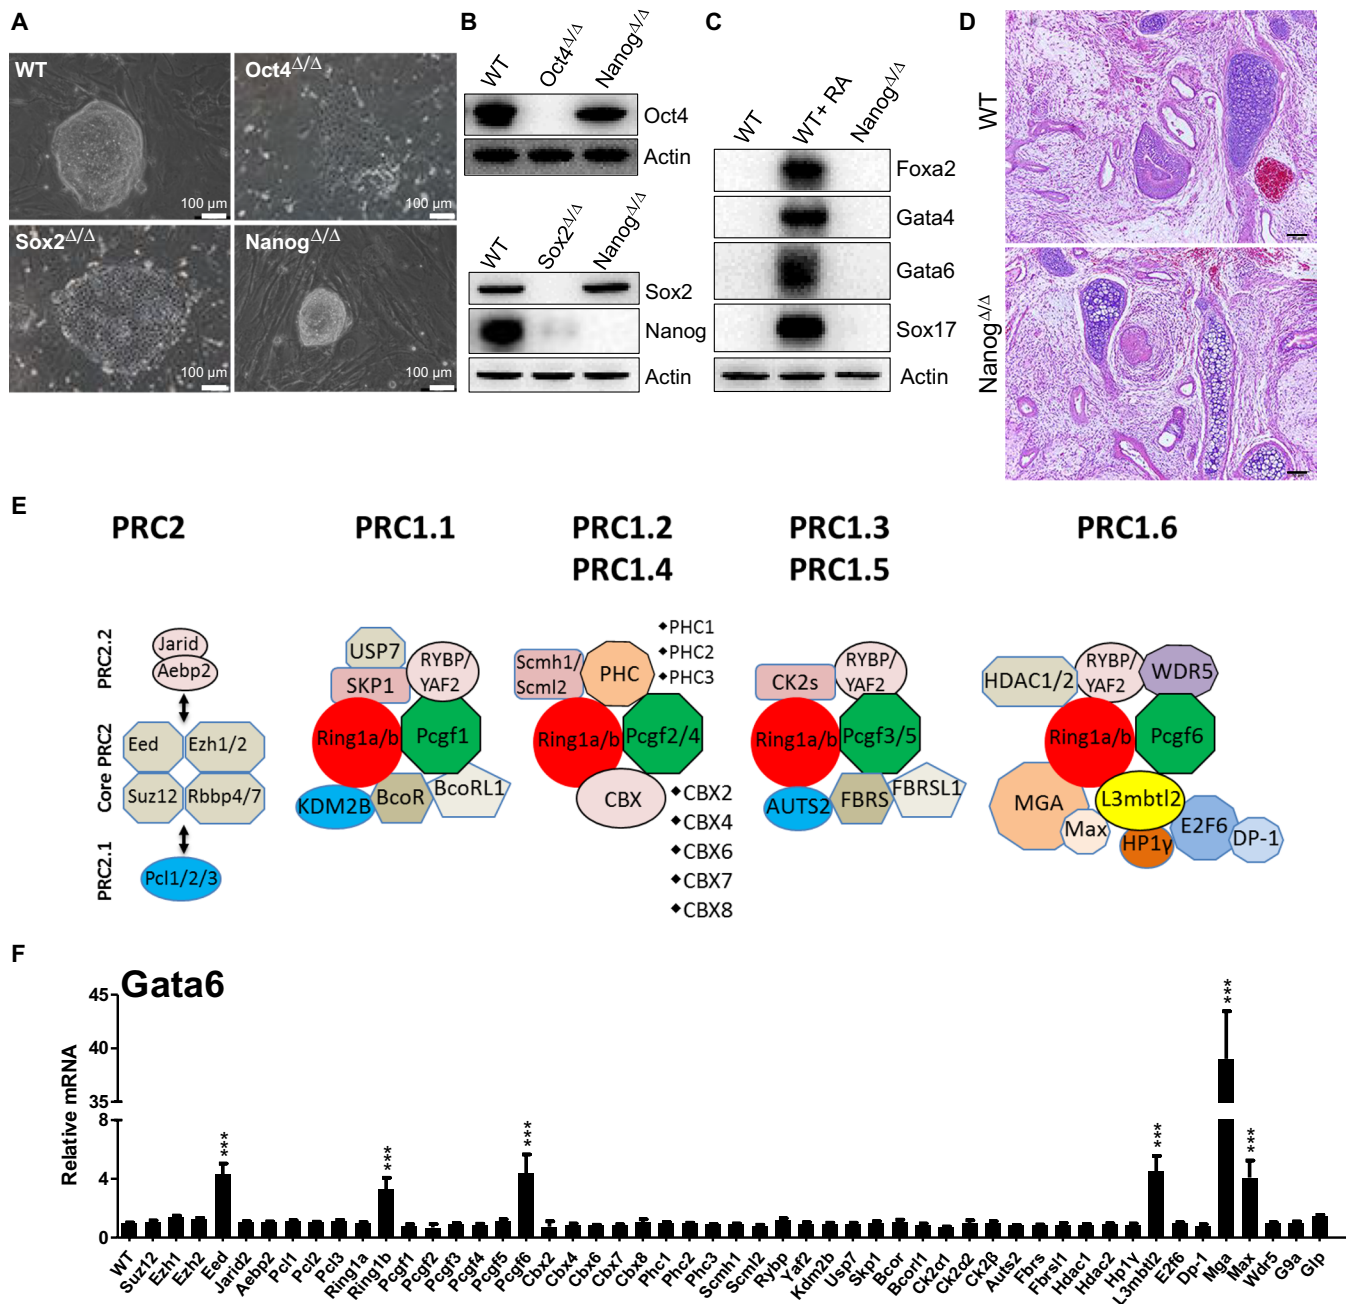 A
WT
100 µm
Oct4Δ/Δ
100 µm
Sox2Δ/Δ
100 µm
NanogΔ/Δ
100 µm
B
WT
Oct4Δ/Δ
NanogΔ/Δ
Oct4
Actin
WT
Sox2Δ/Δ
NanogΔ/Δ
Sox2
Nanog
Actin
C
WT
WT+ RA
NanogΔ/Δ
Foxa2
Gata4
Gata6
Sox17
Actin
D
WT
NanogΔ/Δ
E
PRC2
PRC1.1
PRC1.2
PRC1.4
PRC1.3
PRC1.5
PRC1.6
PRC2.2
Core PRC2
PRC2.1
Jarid
Aebp2
Eed
Ezh1/2
Suz12
Rbbp4/7
Pcl1/2/3
USP7
SKP1
RYBP/
YAF2
Ring1a/b
Pcgf1
KDM2B
BcoR
BcoRL1
Scmh1/
Scml2
PHC
◆PHC1
◆PHC2
◆PHC3
Ring1a/b
Pcgf2/4
CBX
◆CBX2
◆CBX4
◆CBX6
◆CBX7
◆CBX8
CK2s
RYBP/
YAF2
Ring1a/b
Pcgf3/5
AUTS2
FBRS
FBRSL1
HDAC1/2
RYBP/
YAF2
WDR5
Ring1a/b
Pcgf6
MGA
Max
L3mbtl2
HP1γ
E2F6
DP-1
F
Gata6
Relative mRNA
45
40
35
8
4
0
***
***
***
***
***
***
WT
Suz12
Ezh1
Ezh2
Eed
Jarid2
Aebp2
Pcl1
Pcl2
Pcl3
Ring1a
Ring1b
Pcgf1
Pcgf2
Pcgf3
Pcgf4
Pcgf5
Pcgf6
Cbx2
Cbx4
Cbx6
Cbx7
Cbx8
Phc1
Phc2
Phc3
Scmh1
Scml2
Rybp
Yaf2
Kdm2b
Usp7
Skp1
Bcor
Bcorl1
Ck2α1
Ck2α2
Ck2β
Auts2
Fbrs
Fbrsl1
Hdac1
Hdac2
Hp1γ
L3mbtl2
E2f6
Dp-1
Mga
Max
Wdr5
G9a
Glp